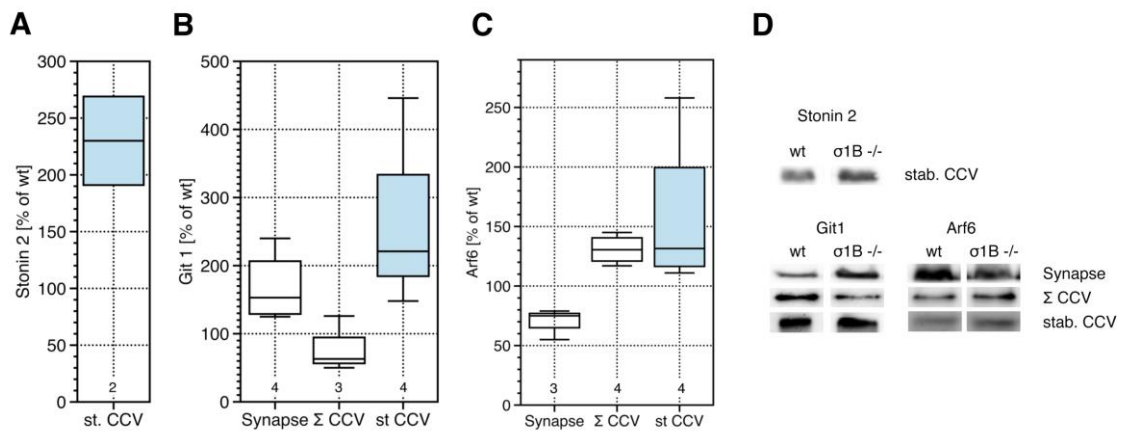 A
Stonin 2 [% of wt]
300
250
200
150
100
50
0
2
st. CCV
B
Git 1 [% of wt]
500
400
300
200
100
0
4
3
4
Synapse Σ CCV st CCV
C
Arf6 [% of wt]
250
200
150
100
50
0
3
4
4
Synapse Σ CCV st CCV
D
Stonin 2
wt σ1B -/-
stab. CCV
Git1 Arf6
wt σ1B -/- wt σ1B -/-
Synapse
Σ CCV
stab. CCV